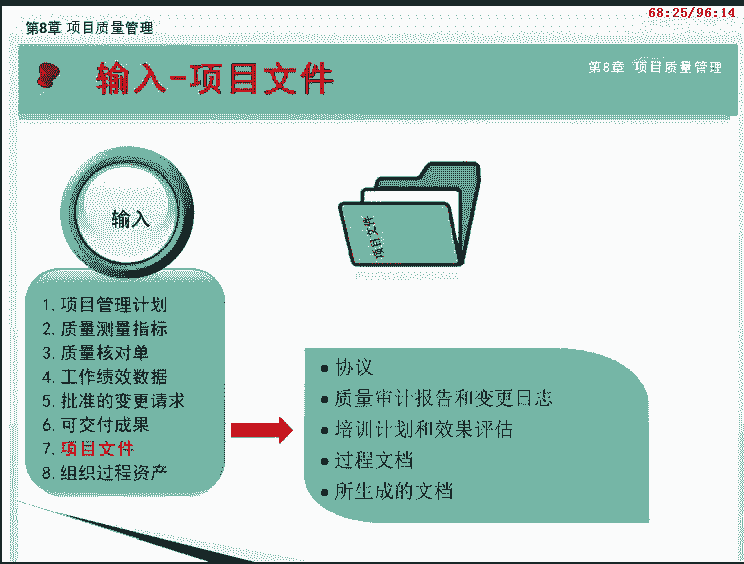 68:25/96:14
第8章 项目质量管理
输入-项目文件
第8章 项目质量管理
输入
项目文件
1. 项目管理计划
2. 质量测量指标
3. 质量核对单
4. 工作绩效数据
5. 批准的变更请求
6. 可交付成果
7. 项目文件
8. 组织过程资产
• 协议
• 质量审计报告和变更日志
• 培训计划和效果评估
• 过程文档
• 所生成的文档